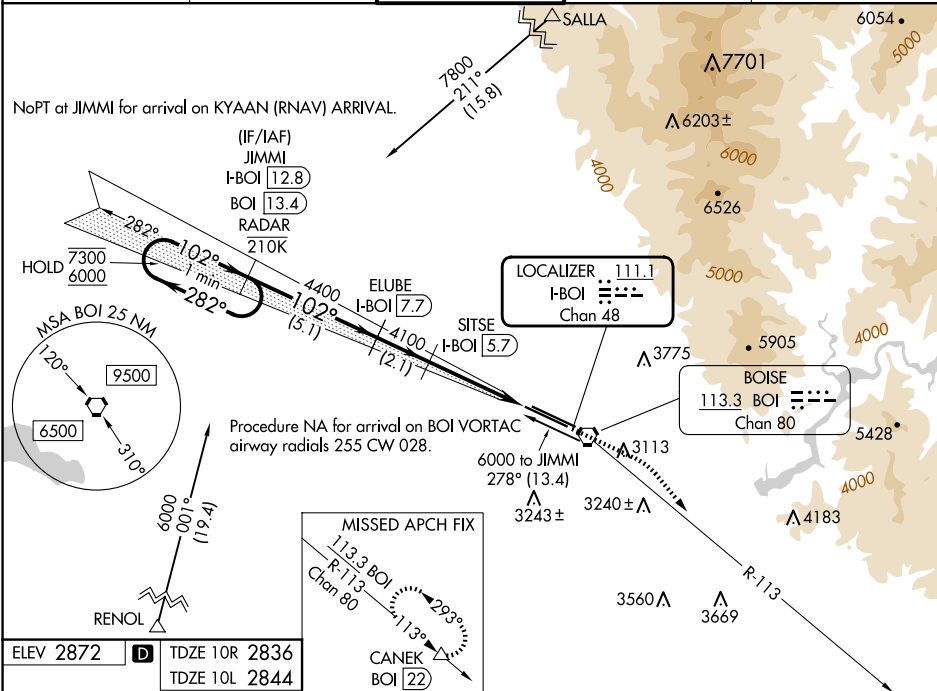 SALLA
6054
5000
7800
211°
(15.8)
7701
NoPT at JIMMI for arrival on KYAAN (RNAV) ARRIVAL.
6203±
6000
4000
6526
(IF/IAF)
JIMMI
I-BOI 12.8
BOI 13.4
RADAR
210K
282°
102°
1 min
282°
HOLD 7300
6000
4400
102°
(5.1)
ELUBE
I-BOI 7.7
4100
(2.1)
SITSE
I-BOI 5.7
LOCALIZER 111.1
I-BOI
Chan 48
5000
5905
4000
3775
BOISE
113.3 BOI
Chan 80
5428
4000
MSA BOI 25 NM
120°
9500
6500
310°
Procedure NA for arrival on BOI VORTAC
airway radials 255 CW 028.
6000 to JIMMI
278° (13.4)
3113
3243±
3240±
4183
6000
001°
(19.4)
RENOL
MISSED APCH FIX
113.3 BOI
R-113
Chan 80
293°
113°
CANEK
BOI 22
R-113
3560
3669
ELEV 2872 D TDZE 10R 2836
TDZE 10L 2844